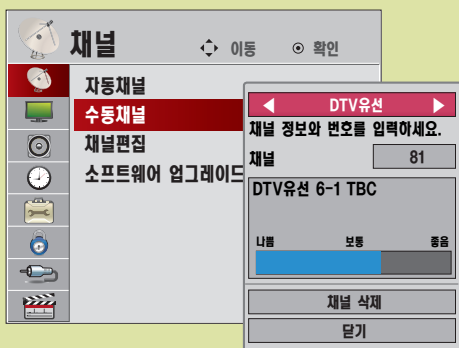 채널
이동
확인
자동채널
수동채널
채널편집
소프트웨어 업그레이드
DTV유선
채널 정보와 번호를 입력하세요.
채널 81
DTV유선 6-1 TBC
나쁨 보통 좋음
채널 삭제
닫기